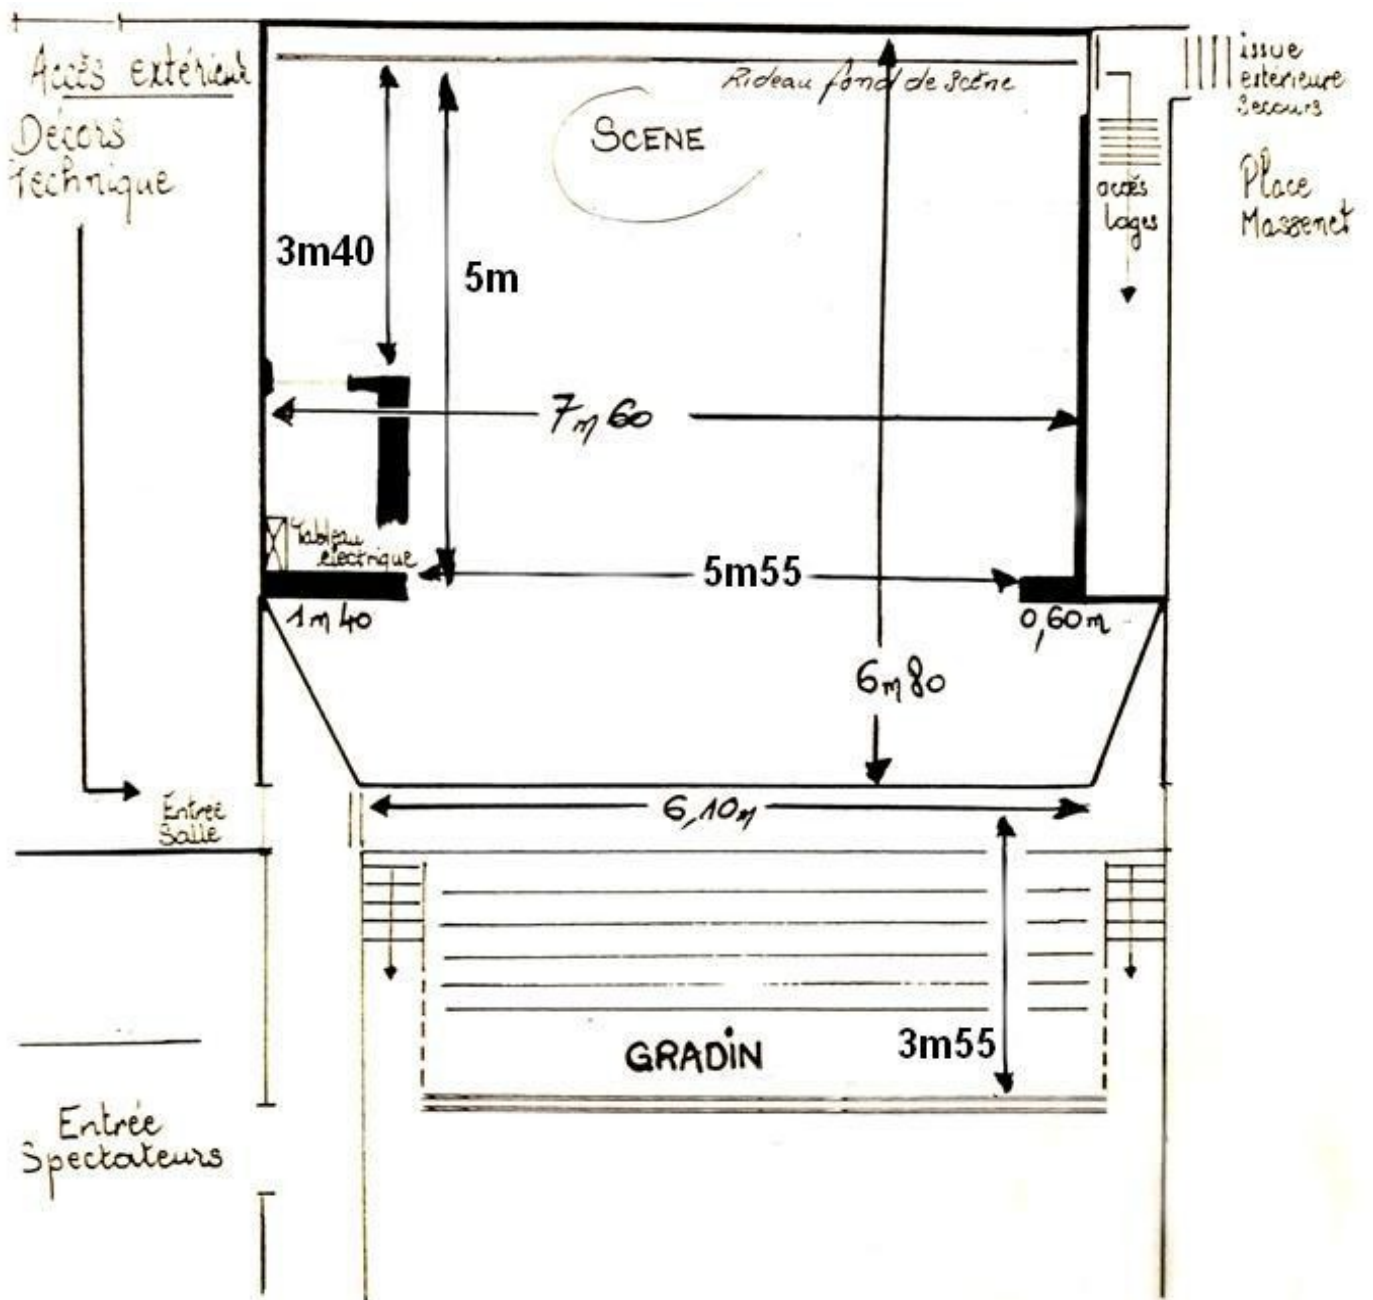 Accès extérieur
Décors
Technique
Rideau fond de scène
issue
extérieure
secours
SCENE
accès
loges
Place
Massenet
3m40
5m
7m60
Tableau
électrique
5m55
1m40
0,60m
6m80
Entrée
Salle
6,10m
GRADIN
3m55
Entrée
Spectateurs